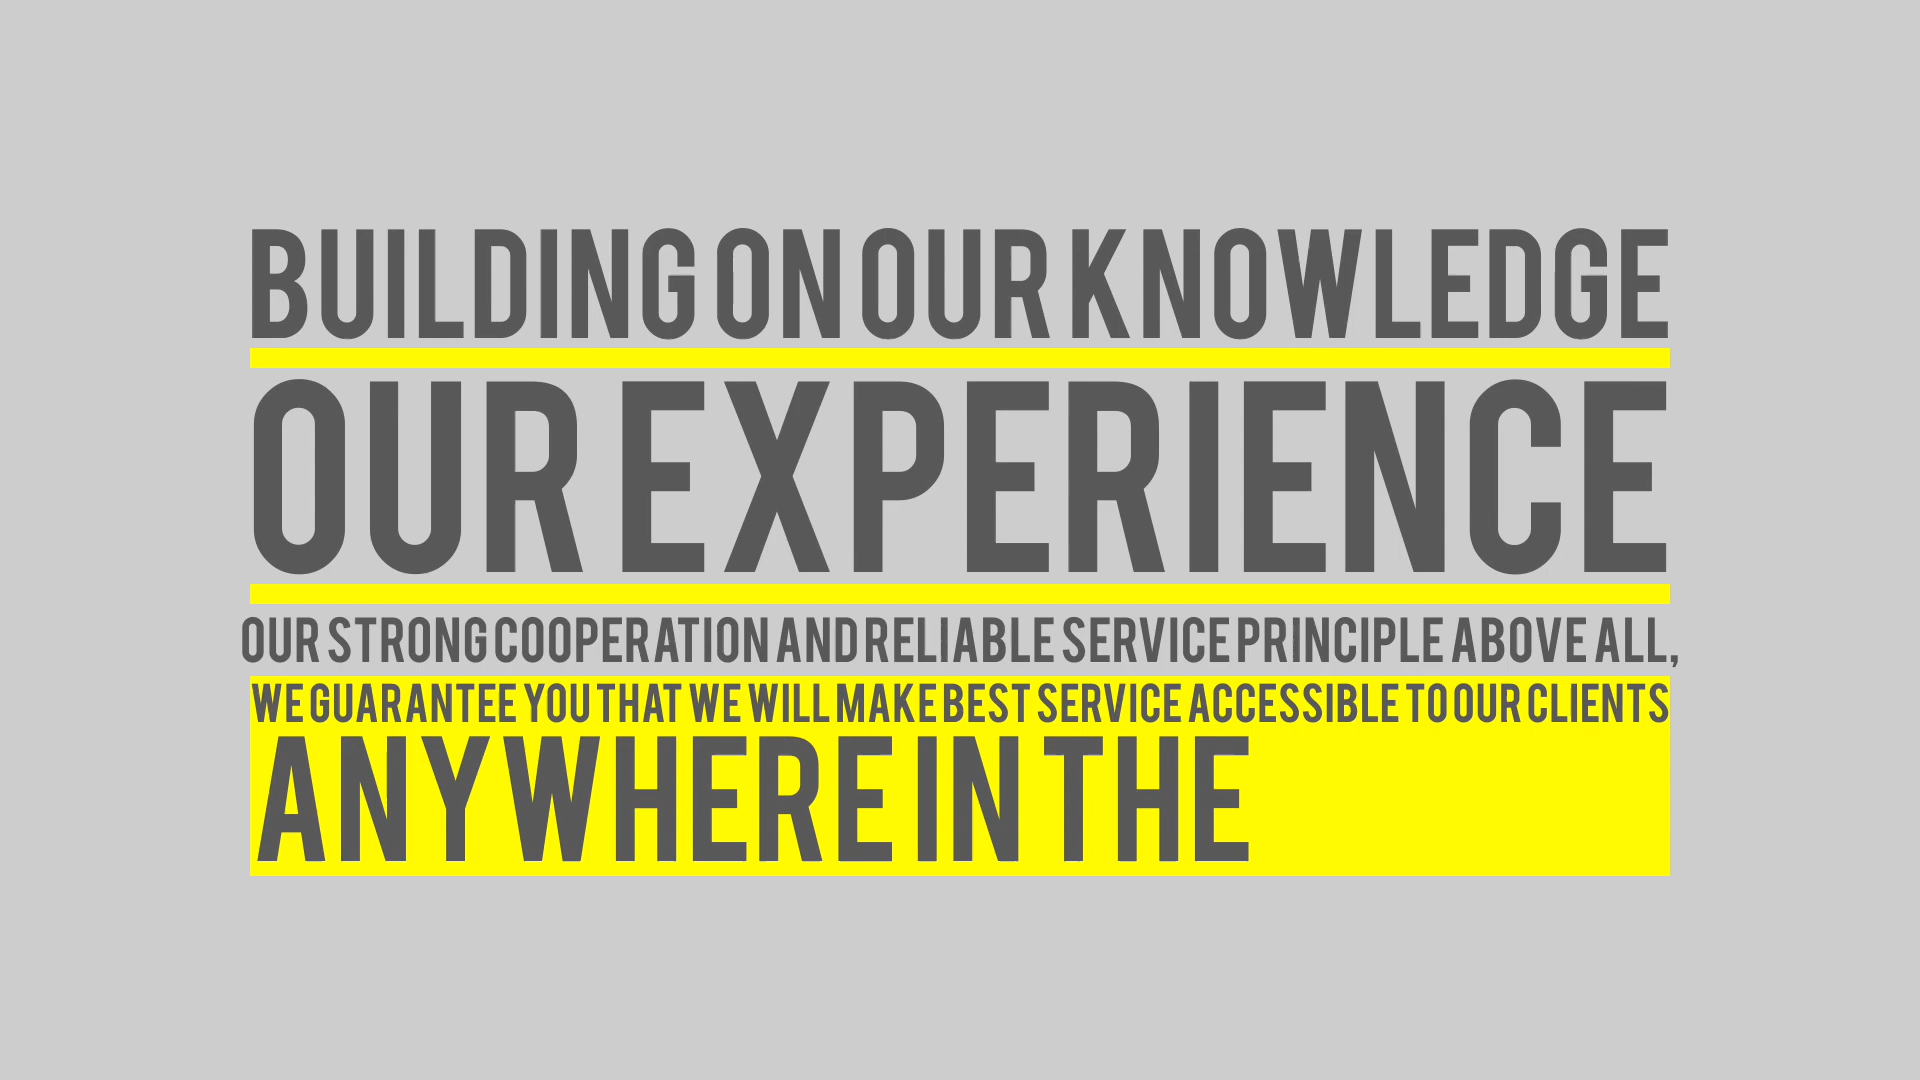 BUILDING ON OUR KNOWLEDGE
OUR EXPERIENCE
OUR STRONG COOPERATION AND RELIABLE SERVICE PRINCIPLE ABOVE ALL,
WE GUARANTEE YOU THAT WE WILL MAKE BEST SERVICE ACCESSIBLE TO OUR CLIENTS
ANYWHERE IN THE